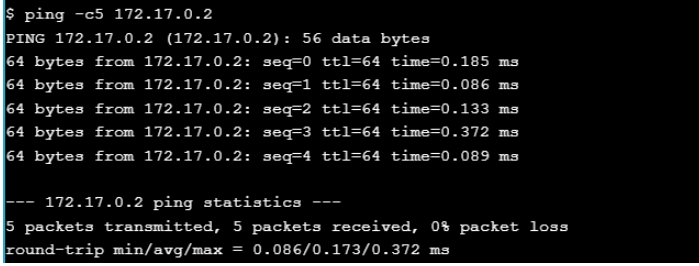 $ ping -c5 172.17.0.2
PING 172.17.0.2 (172.17.0.2): 56 data bytes
64 bytes from 172.17.0.2: seq=0 ttl=64 time=0.185 ms
64 bytes from 172.17.0.2: seq=1 ttl=64 time=0.086 ms
64 bytes from 172.17.0.2: seq=2 ttl=64 time=0.133 ms
64 bytes from 172.17.0.2: seq=3 ttl=64 time=0.372 ms
64 bytes from 172.17.0.2: seq=4 ttl=64 time=0.089 ms
--- 172.17.0.2 ping statistics ---
5 packets transmitted, 5 packets received, 0% packet loss
round-trip min/avg/max = 0.086/0.173/0.372 ms